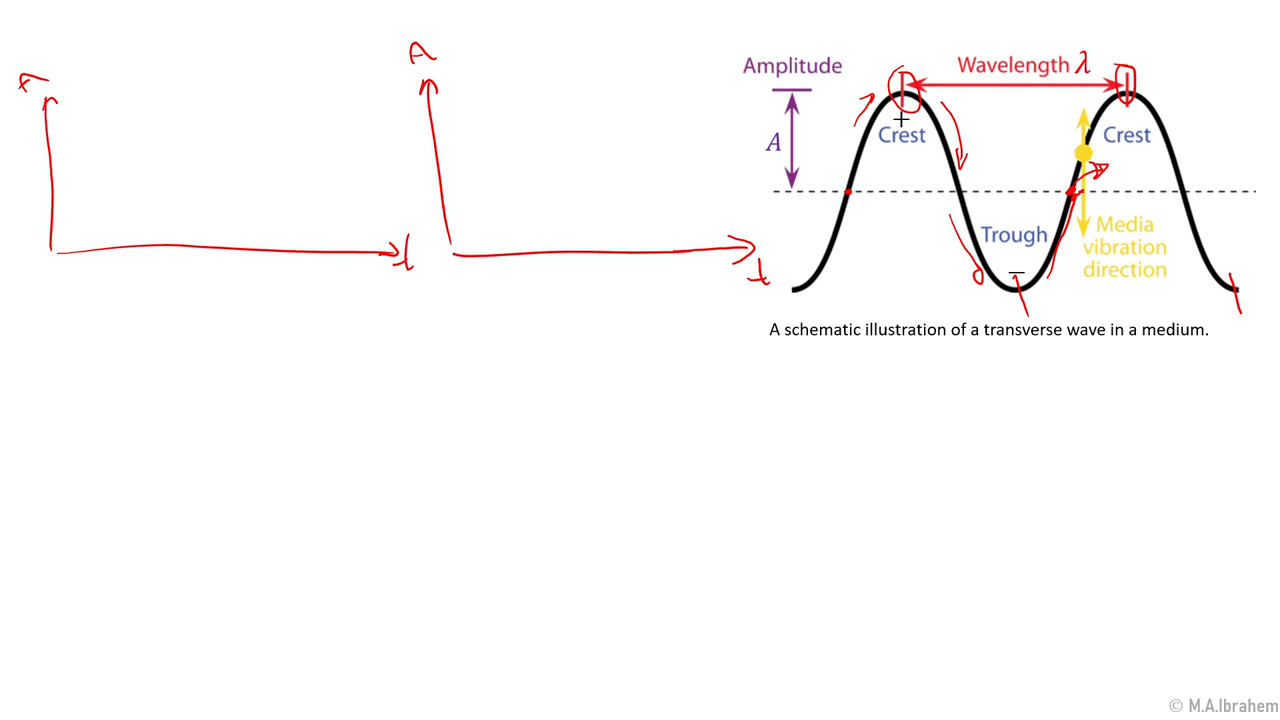 A
A
t
t
Amplitude
Wavelength λ
A
+
Crest
Crest
Trough
Media
vibration
direction
–
A schematic illustration of a transverse wave in a medium.
© M.A.Ibrahem